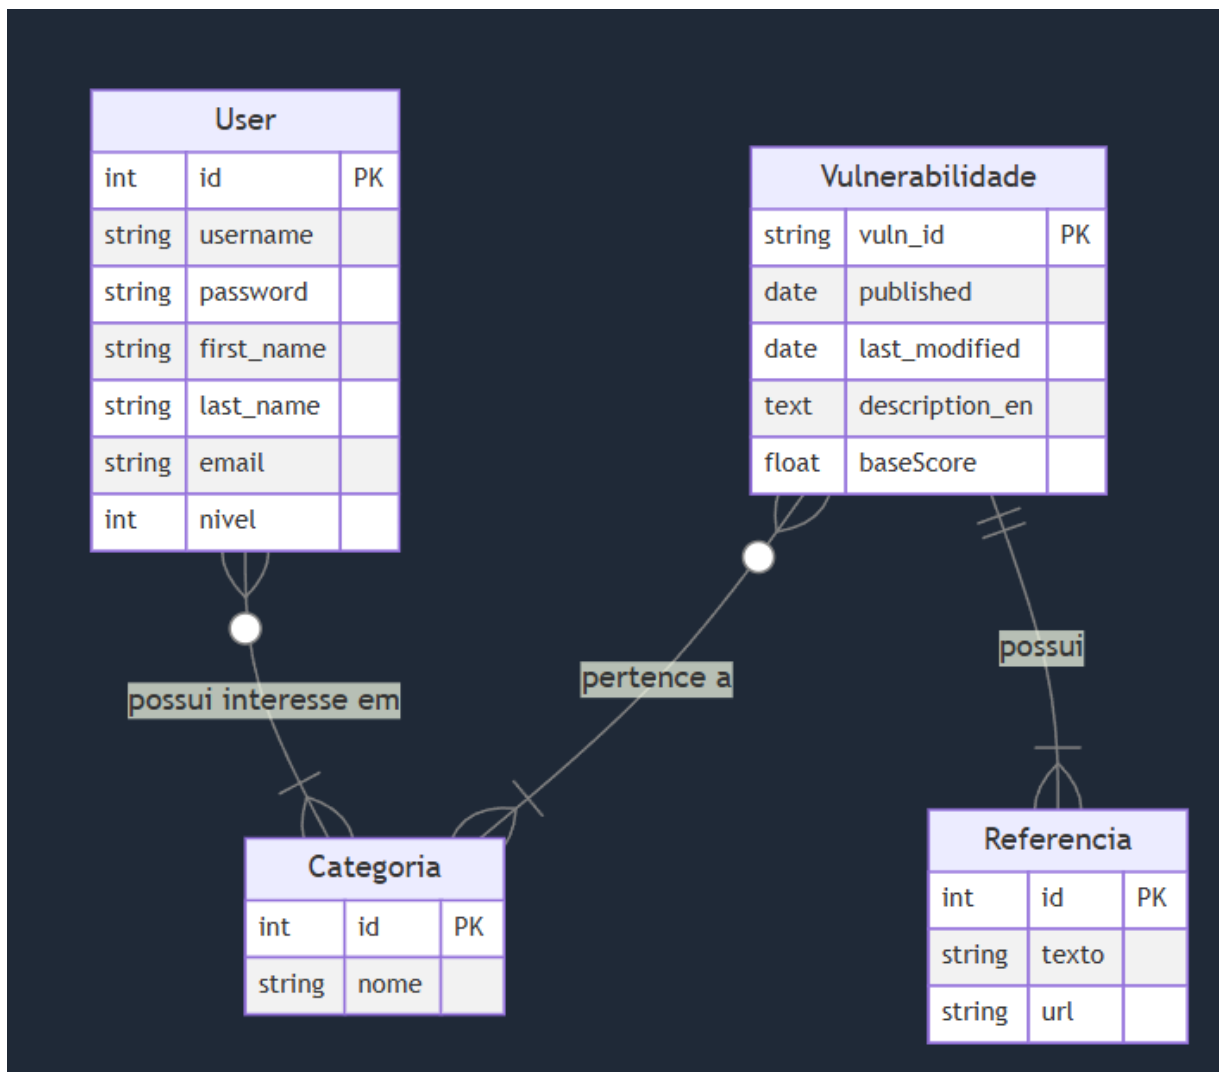 User
int id PK
string username
string password
string first_name
string last_name
string email
int nivel
Vulnerabilidade
string vuln_id PK
date published
date last_modified
text description_en
float baseScore
possui interesse em
pertence a
possui
Categoria
int id PK
string nome
Referencia
int id PK
string texto
string url